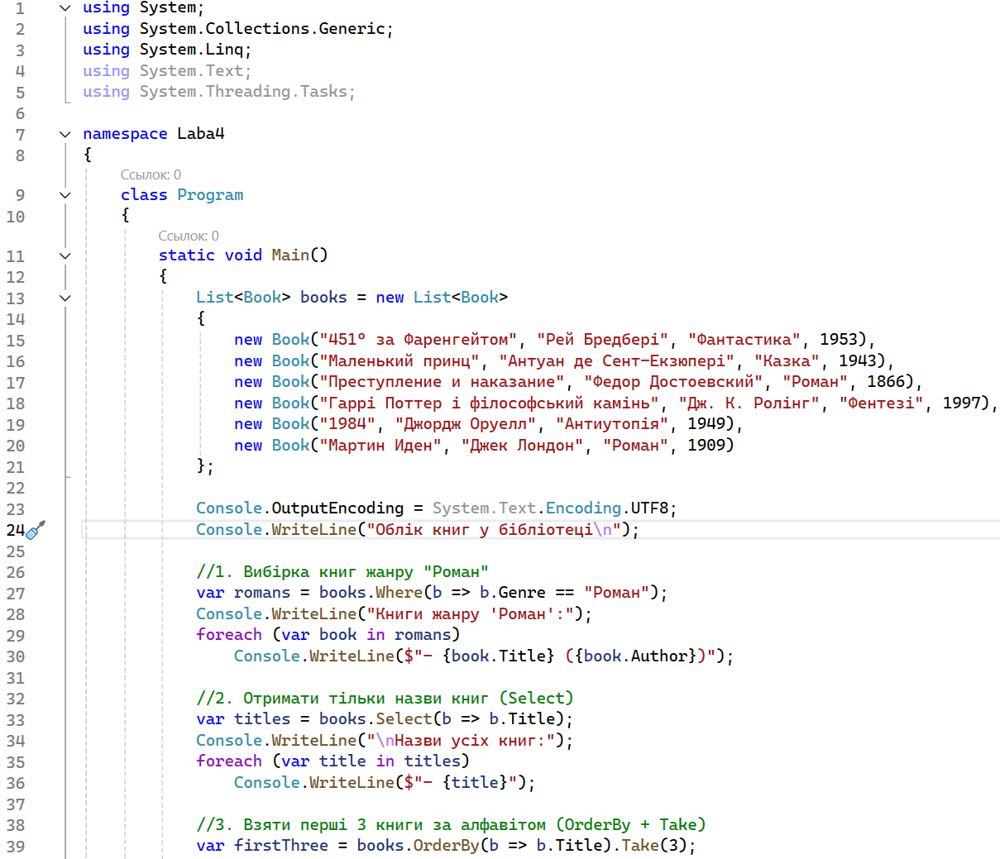 1 using System;
2 using System.Collections.Generic;
3 using System.Linq;
4 using System.Text;
5 using System.Threading.Tasks;
6
7 namespace Laba4
8 {
Ссылок: 0
9 class Program
10 {
Ссылок: 0
11 static void Main()
12 {
13 List<Book> books = new List<Book>
14 {
15 new Book("451° за Фаренгейтом", "Рей Бредбері", "Фантастика", 1953),
16 new Book("Маленький принц", "Антуан де Сент-Екзюпері", "Казка", 1943),
17 new Book("Преступление и наказание", "Федор Достоевский", "Роман", 1866),
18 new Book("Гаррі Поттер і філософський камінь", "Дж. К. Ролінг", "Фентезі", 1997),
19 new Book("1984", "Джордж Оруелл", "Антиутопія", 1949),
20 new Book("Мартин Иден", "Джек Лондон", "Роман", 1909)
21 };
22
23 Console.OutputEncoding = System.Text.Encoding.UTF8;
24 Console.WriteLine("Облік книг у бібліотеці\n");
25
26 //1. Вибірка книг жанру "Роман"
27 var romans = books.Where(b => b.Genre == "Роман");
28 Console.WriteLine("Книги жанру 'Роман':");
29 foreach (var book in romans)
30 Console.WriteLine($"- {book.Title} ({book.Author})");
31
32 //2. Отримати тільки назви книг (Select)
33 var titles = books.Select(b => b.Title);
34 Console.WriteLine("\nНазви усіх книг:");
35 foreach (var title in titles)
36 Console.WriteLine($"- {title}");
37
38 //3. Взяти перші 3 книги за алфавітом (OrderBy + Take)
39 var firstThree = books.OrderBy(b => b.Title).Take(3);